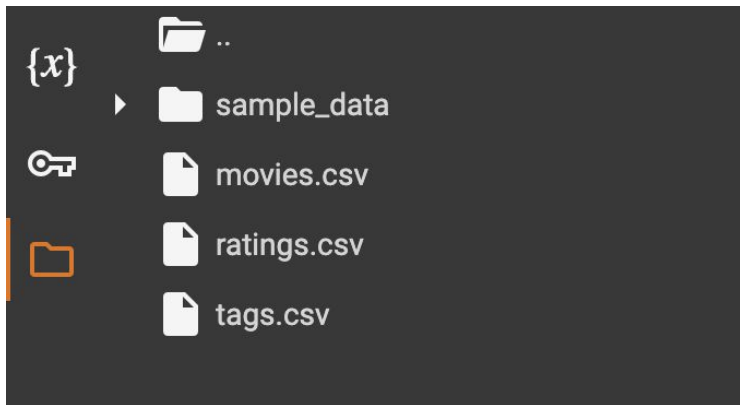 {x}
..
sample_data
movies.csv
ratings.csv
tags.csv